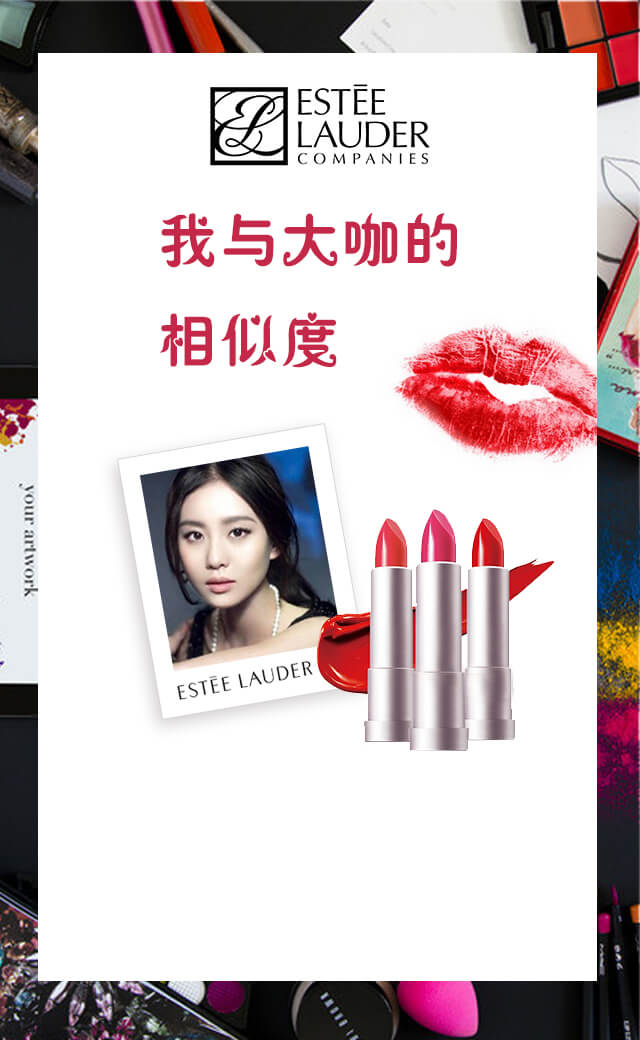 ESTĒE
LAUDER
COMPANIES
我与大咖的
相似度
ESTĒE LAUDER
your artwork